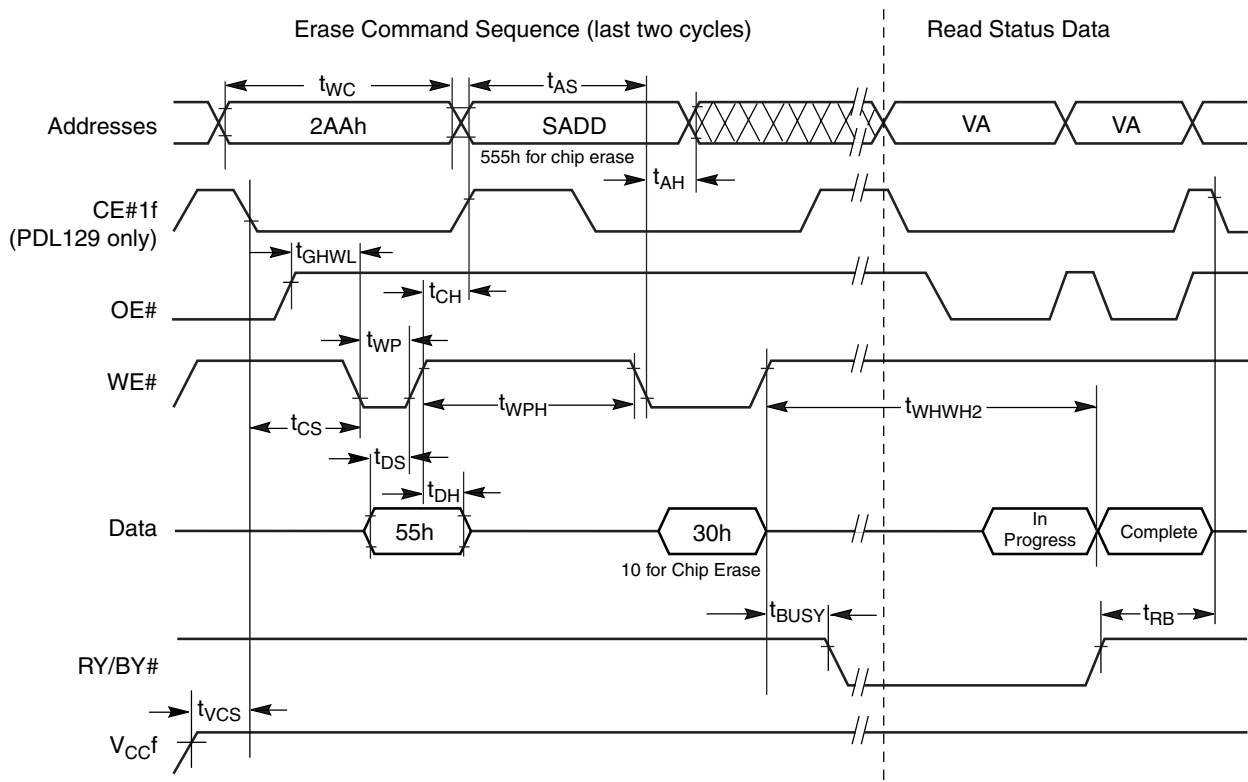 Erase Command Sequence (last two cycles)
Read Status Data
tWC
tAS
Addresses
2AAh
SADD
VA
VA
555h for chip erase
tAH
CE#1f
(PDL129 only)
tGHWL
tCH
OE#
tWP
WE#
tWPH
tWHWH2
tCS
tDS
tDH
Data
55h
30h
In
Progress
Complete
10 for Chip Erase
tBUSY
tRB
RY/BY#
tVCS
VCCf